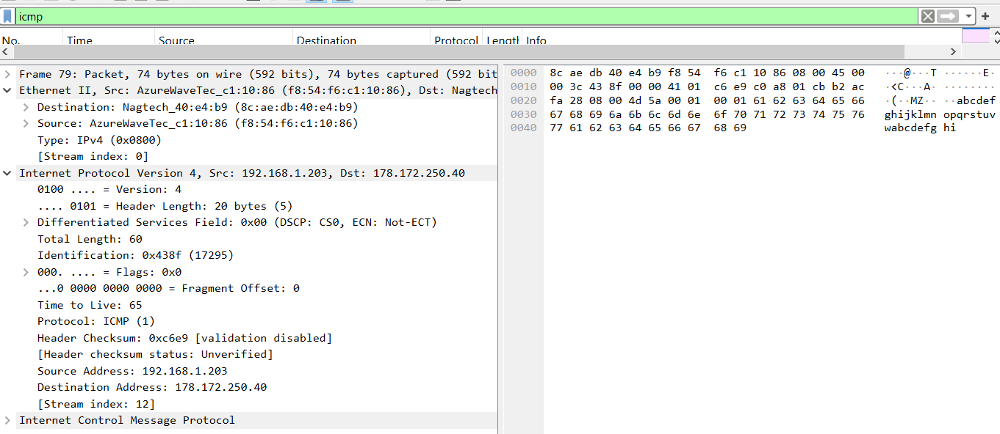 icmp
No. Time Source Destination Protocol Length Info
Frame 79: Packet, 74 bytes on wire (592 bits), 74 bytes captured (592 bit
Ethernet II, Src: AzureWaveTec_c1:10:86 (f8:54:f6:c1:10:86), Dst: Nagtech
Destination: Nagtech_40:e4:b9 (8c:ae:db:40:e4:b9)
Source: AzureWaveTec_c1:10:86 (f8:54:f6:c1:10:86)
Type: IPv4 (0x0800)
[Stream index: 0]
Internet Protocol Version 4, Src: 192.168.1.203, Dst: 178.172.250.40
0100 .... = Version: 4
.... 0101 = Header Length: 20 bytes (5)
Differentiated Services Field: 0x00 (DSCP: CS0, ECN: Not-ECT)
Total Length: 60
Identification: 0x438f (17295)
000. .... = Flags: 0x0
...0 0000 0000 0000 = Fragment Offset: 0
Time to Live: 65
Protocol: ICMP (1)
Header Checksum: 0xc6e9 [validation disabled]
[Header checksum status: Unverified]
Source Address: 192.168.1.203
Destination Address: 178.172.250.40
[Stream index: 12]
Internet Control Message Protocol
0000 8c ae db 40 e4 b9 f8 54 f6 c1 10 86 08 00 45 00 ···@···T ······E·
0010 00 3c 43 8f 00 00 41 01 c6 e9 c0 a8 01 cb b2 ac ·<C···A· ········
0020 fa 28 08 00 4d 5a 00 01 00 01 61 62 63 64 65 66 ·(··MZ·· ··abcdef
0030 67 68 69 6a 6b 6c 6d 6e 6f 70 71 72 73 74 75 76 ghijklmn opqrstuv
0040 77 61 62 63 64 65 66 67 68 69 wabcdefg hi